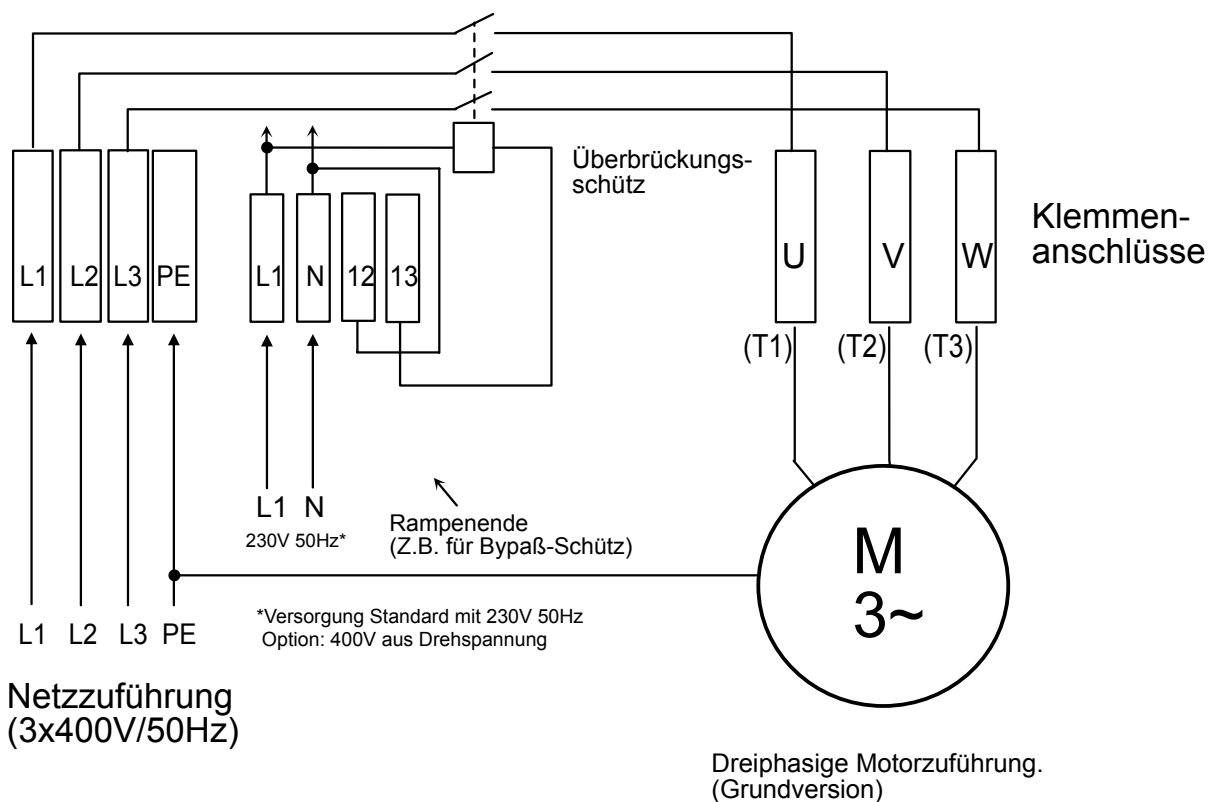 Überbrückungs-
schütz
Klemmen-
anschlüsse
L1 L2 L3 PE
L1 N 12 13
U V W
(T1) (T2) (T3)
L1 N
230V 50Hz*
Rampenende
(Z.B. für Bypaß-Schütz)
M
3~
*Versorgung Standard mit 230V 50Hz
Option: 400V aus Drehspannung
L1 L2 L3 PE
Netzzuführung
(3x400V/50Hz)
Dreiphasige Motorzuführung.
(Grundversion)